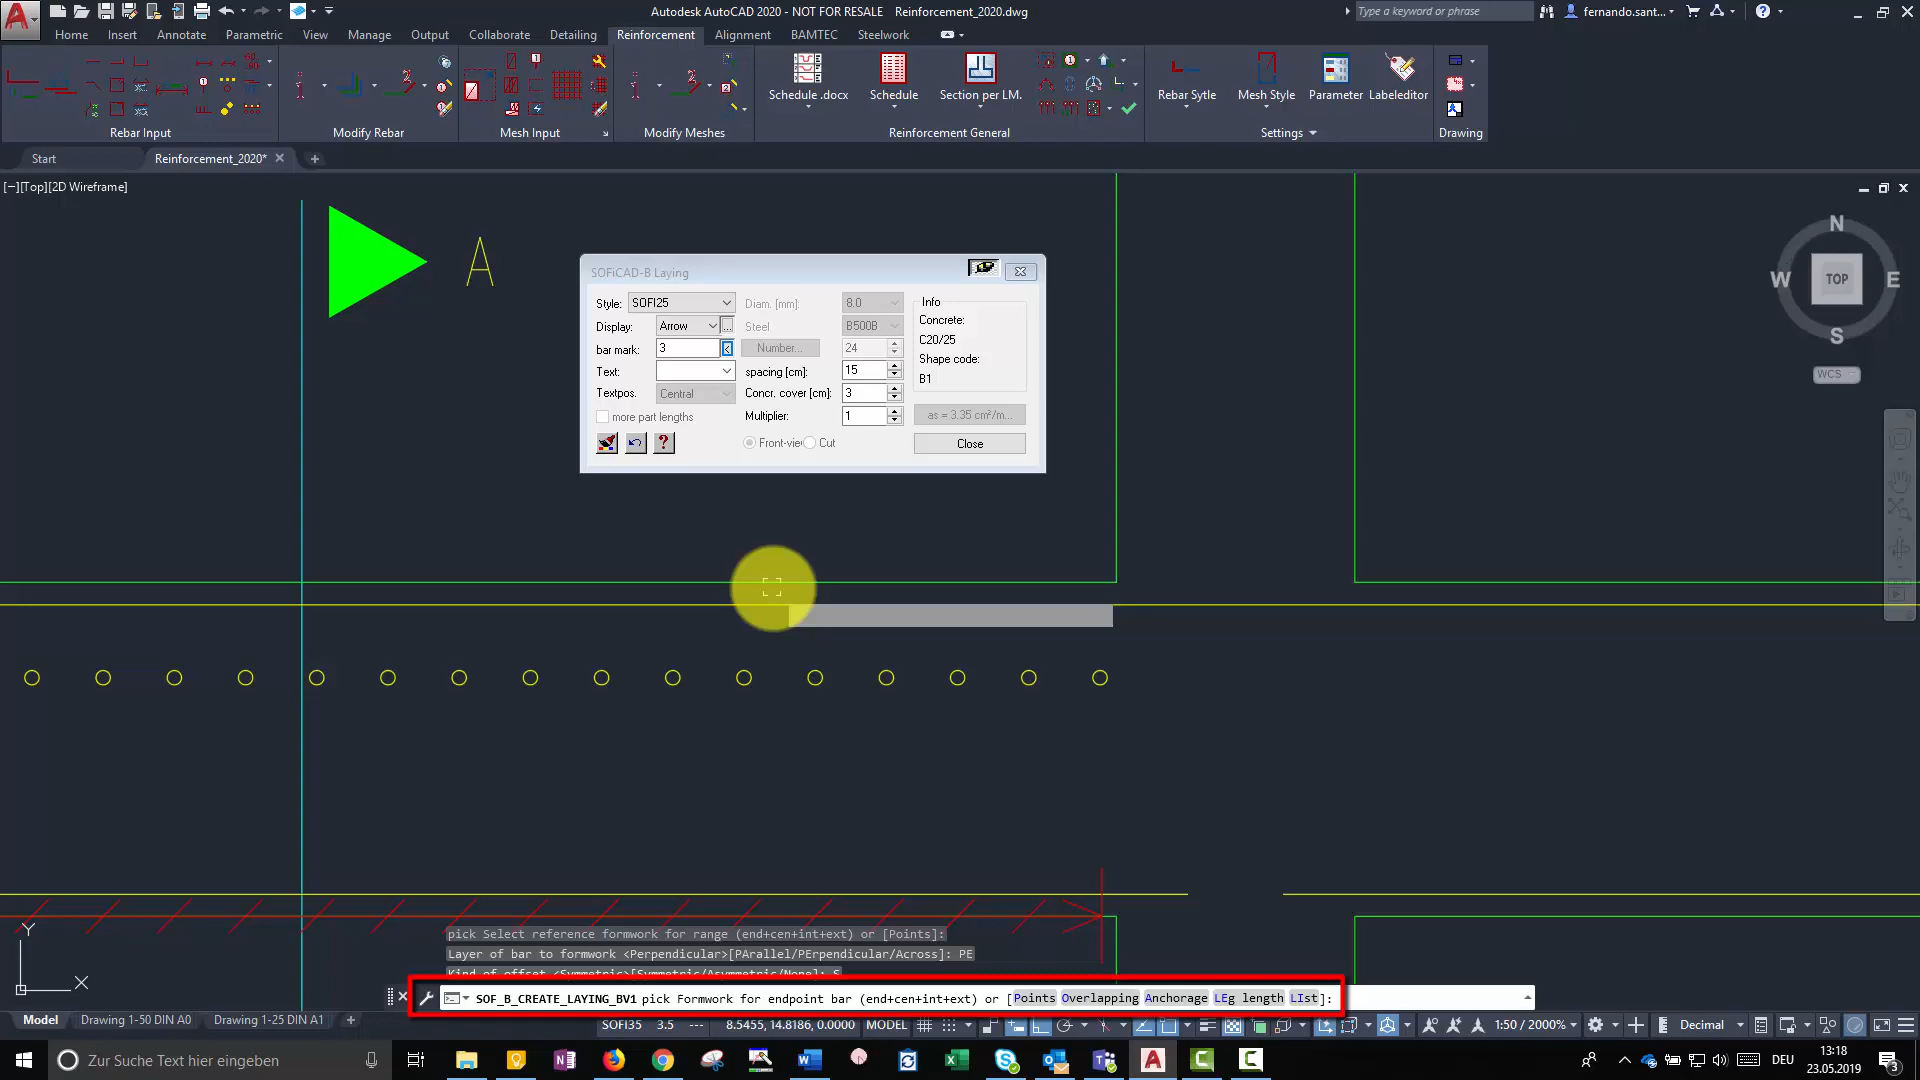 Autodesk AutoCAD 2020 - NOT FOR RESALE Reinforcement_2020.dwg
Type a keyword or phrase
fernando.sant...
Home Insert Annotate Parametric View Manage Output Collaborate Detailing Reinforcement Alignment BAMTEC Steelwork
Schedule .docx Schedule Section per LM. Rebar Sytle Mesh Style Parameter Labeleditor
Rebar Input Modify Rebar Mesh Input Modify Meshes Reinforcement General Settings Drawing
Start Reinforcement_2020*
[−][Top][2D Wireframe]
N
W TOP E
S
WCS
A
SOFiCAD-B Laying
Style: SOFI25 Diam. [mm]: 8.0 Info
Display: Arrow ... Steel B500B Concrete:
bar mark: 3 < Number... 24 C20/25
Text: spacing [cm]: 15 Shape code:
Textpos. Central Concr. cover [cm]: 3 B1
more part lengths Multiplier: 1 as = 3.35 cm²/m...
Front-vie Cut Close
Y
X
pick Select reference formwork for range (end+cen+int+ext) or [Points]:
Layer of bar to formwork <Perpendicular>[PArallel/PErpendicular/Across]: PE
Kind of offset <Symmetric>[Symmetric/Asymmetric/None]: S
SOF_B_CREATE_LAYING_BV1 pick Formwork for endpoint bar (end+cen+int+ext) or [Points Overlapping Anchorage LEg length LIst]:
Model Drawing 1-50 DIN A0 Drawing 1-25 DIN A1
SOFI35 3.5 --- 8.5455, 14.8186, 0.0000 MODEL 1:50 / 2000% Decimal
Zur Suche Text hier eingeben
DEU
13:18
23.05.2019
3